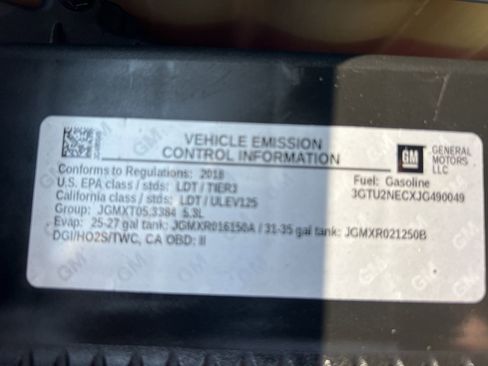 VEHICLE EMISSION
CONTROL INFORMATION
GM
GENERAL
MOTORS
LLC
Conforms to Regulations: 2018
U.S. EPA class / stds: LDT / TIER3
California class / stds: LDT / ULEV125
Group: JGMXT05.3384 5.3L
Evap: 25-27 gal tank: JGMXR016150A / 31-35 gal tank: JGMXR021250B
DGI/HO2S/TWC, CA OBD: II
Fuel: Gasoline
3GTU2NECXJG490049